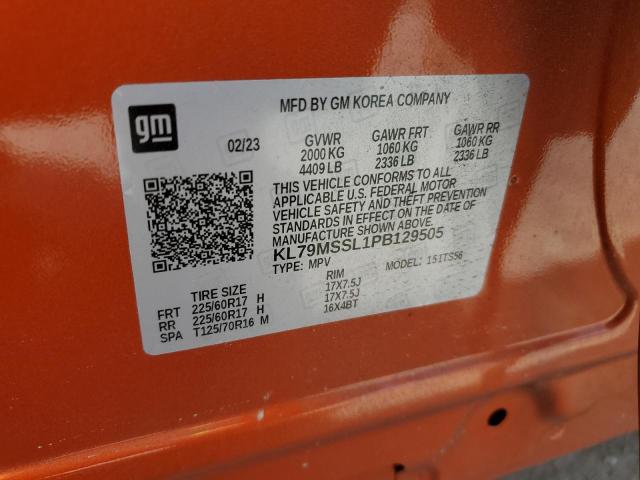 gm
MFD BY GM KOREA COMPANY
02/23
GVWR GAWR FRT GAWR RR
2000 KG 1060 KG 1060 KG
4409 LB 2336 LB 2336 LB
THIS VEHICLE CONFORMS TO ALL
APPLICABLE U.S. FEDERAL MOTOR
VEHICLE SAFETY AND THEFT PREVENTION
STANDARDS IN EFFECT ON THE DATE OF
MANUFACTURE SHOWN ABOVE.
KL79MSSL1PB129505
TYPE: MPV MODEL: 151TS56
TIRE SIZE RIM
FRT 225/60R17 H 17X7.5J
RR 225/60R17 H 17X7.5J
SPA T125/70R16 M 16X4BT